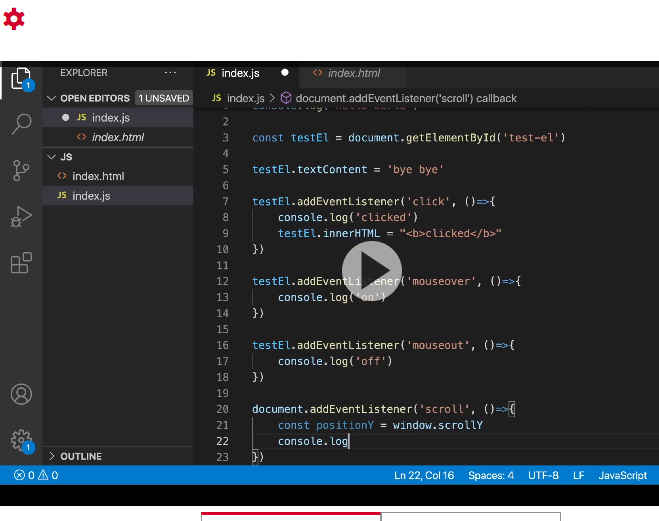 EXPLORER ...
JS index.js
<> index.html
OPEN EDITORS 1 UNSAVED
JS index.js
<> index.html
JS
<> index.html
JS index.js
OUTLINE
JS index.js > document.addEventListener('scroll') callback
2
3 const testEl = document.getElementById('test-el')
4
5 testEl.textContent = 'bye bye'
6
7 testEl.addEventListener('click', ()=>{
8 console.log('clicked')
9 testEl.innerHTML = "<b>clicked</b>"
10 })
11
12 testEl.addEventListener('mouseover', ()=>{
13 console.log('on')
14 })
15
16 testEl.addEventListener('mouseout', ()=>{
17 console.log('off')
18 })
19
20 document.addEventListener('scroll', ()=>{
21 const positionY = window.scrollY
22 console.log
23 })
1
1
0 0 Ln 22, Col 16 Spaces: 4 UTF-8 LF JavaScript